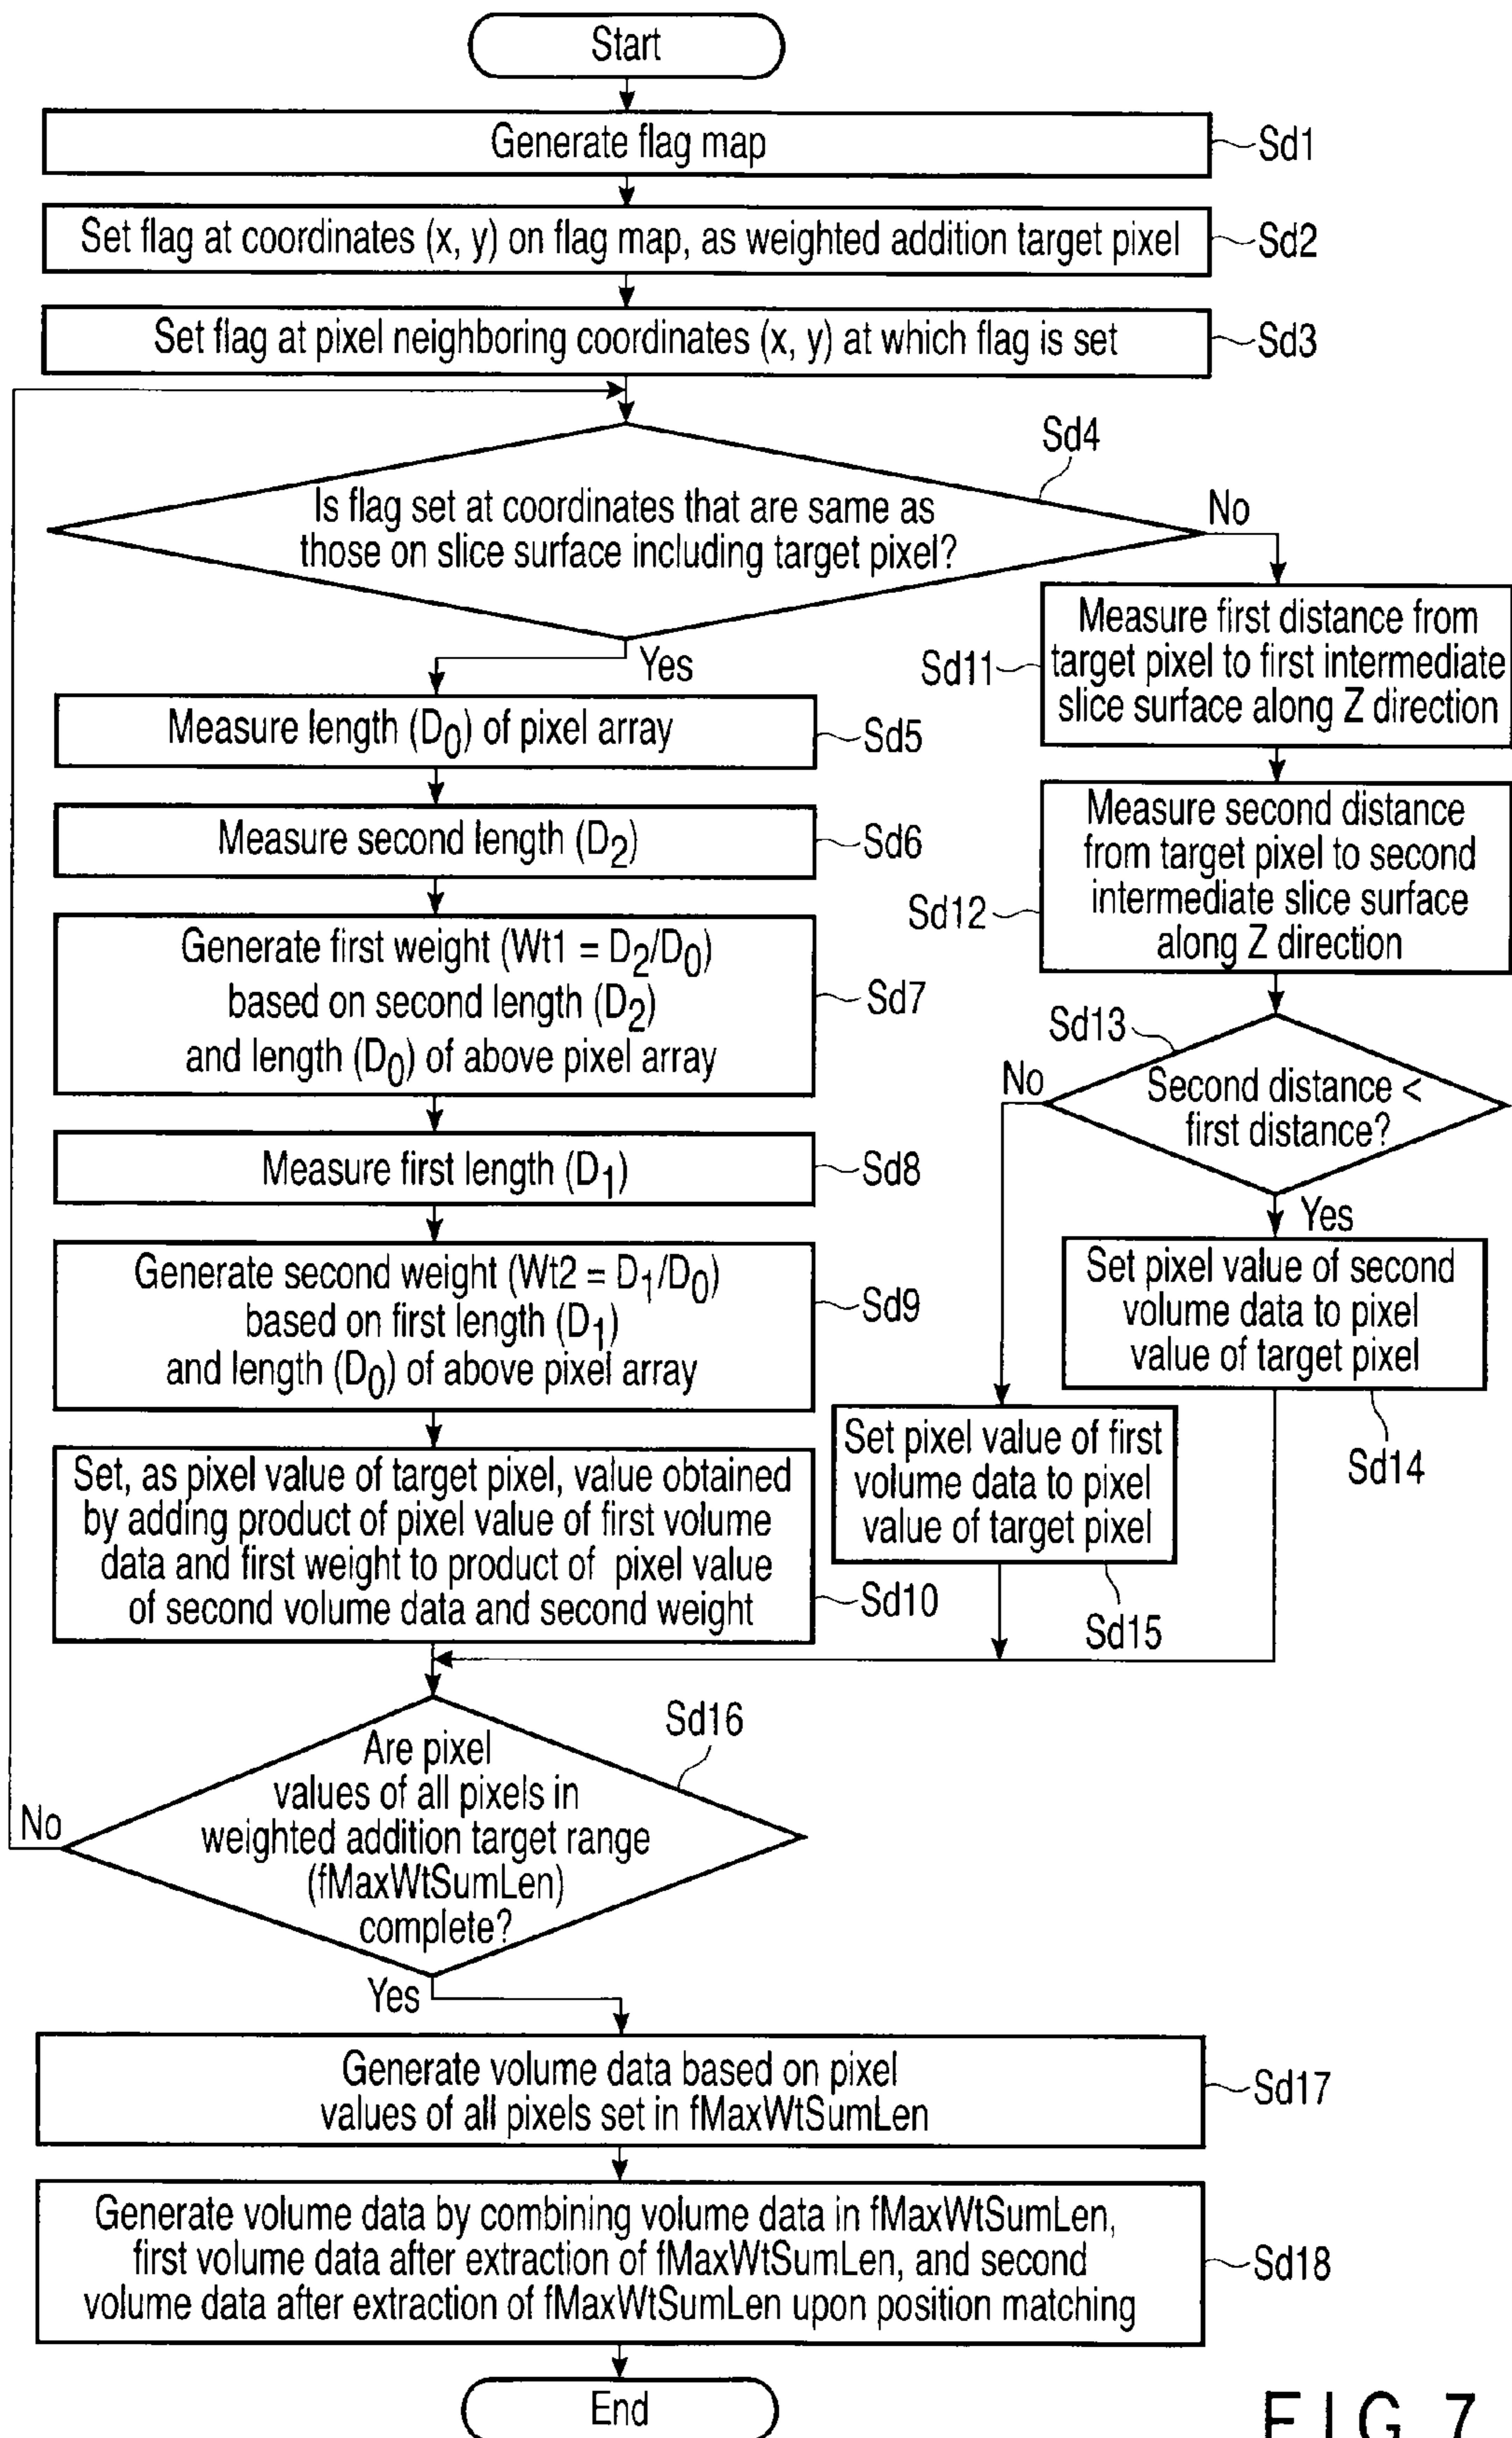 Start
Generate flag map
Sd1
Set flag at coordinates (x, y) on flag map, as weighted addition target pixel
Sd2
Set flag at pixel neighboring coordinates (x, y) at which flag is set
Sd3
Sd4
Is flag set at coordinates that are same as
those on slice surface including target pixel?
No
Yes
Measure length (D0) of pixel array
Sd5
Measure second length (D2)
Sd6
Generate first weight (Wt1 = D2/D0)
based on second length (D2)
and length (D0) of above pixel array
Sd7
Measure first length (D1)
Sd8
Generate second weight (Wt2 = D1/D0)
based on first length (D1)
and length (D0) of above pixel array
Sd9
Set, as pixel value of target pixel, value obtained
by adding product of pixel value of first volume
data and first weight to product of pixel value
of second volume data and second weight
Sd10
Measure first distance from
target pixel to first intermediate
slice surface along Z direction
Sd11
Measure second distance
from target pixel to second
intermediate slice surface
along Z direction
Sd12
Sd13
Second distance <
first distance?
No
Yes
Set pixel value of second
volume data to pixel
value of target pixel
Sd14
Set pixel value of first
volume data to pixel
value of target pixel
Sd15
Sd16
Are pixel
values of all pixels in
weighted addition target range
(fMaxWtSumLen)
complete?
No
Yes
Generate volume data based on pixel
values of all pixels set in fMaxWtSumLen
Sd17
Generate volume data by combining volume data in fMaxWtSumLen,
first volume data after extraction of fMaxWtSumLen, and second
volume data after extraction of fMaxWtSumLen upon position matching
Sd18
End
FIG. 7